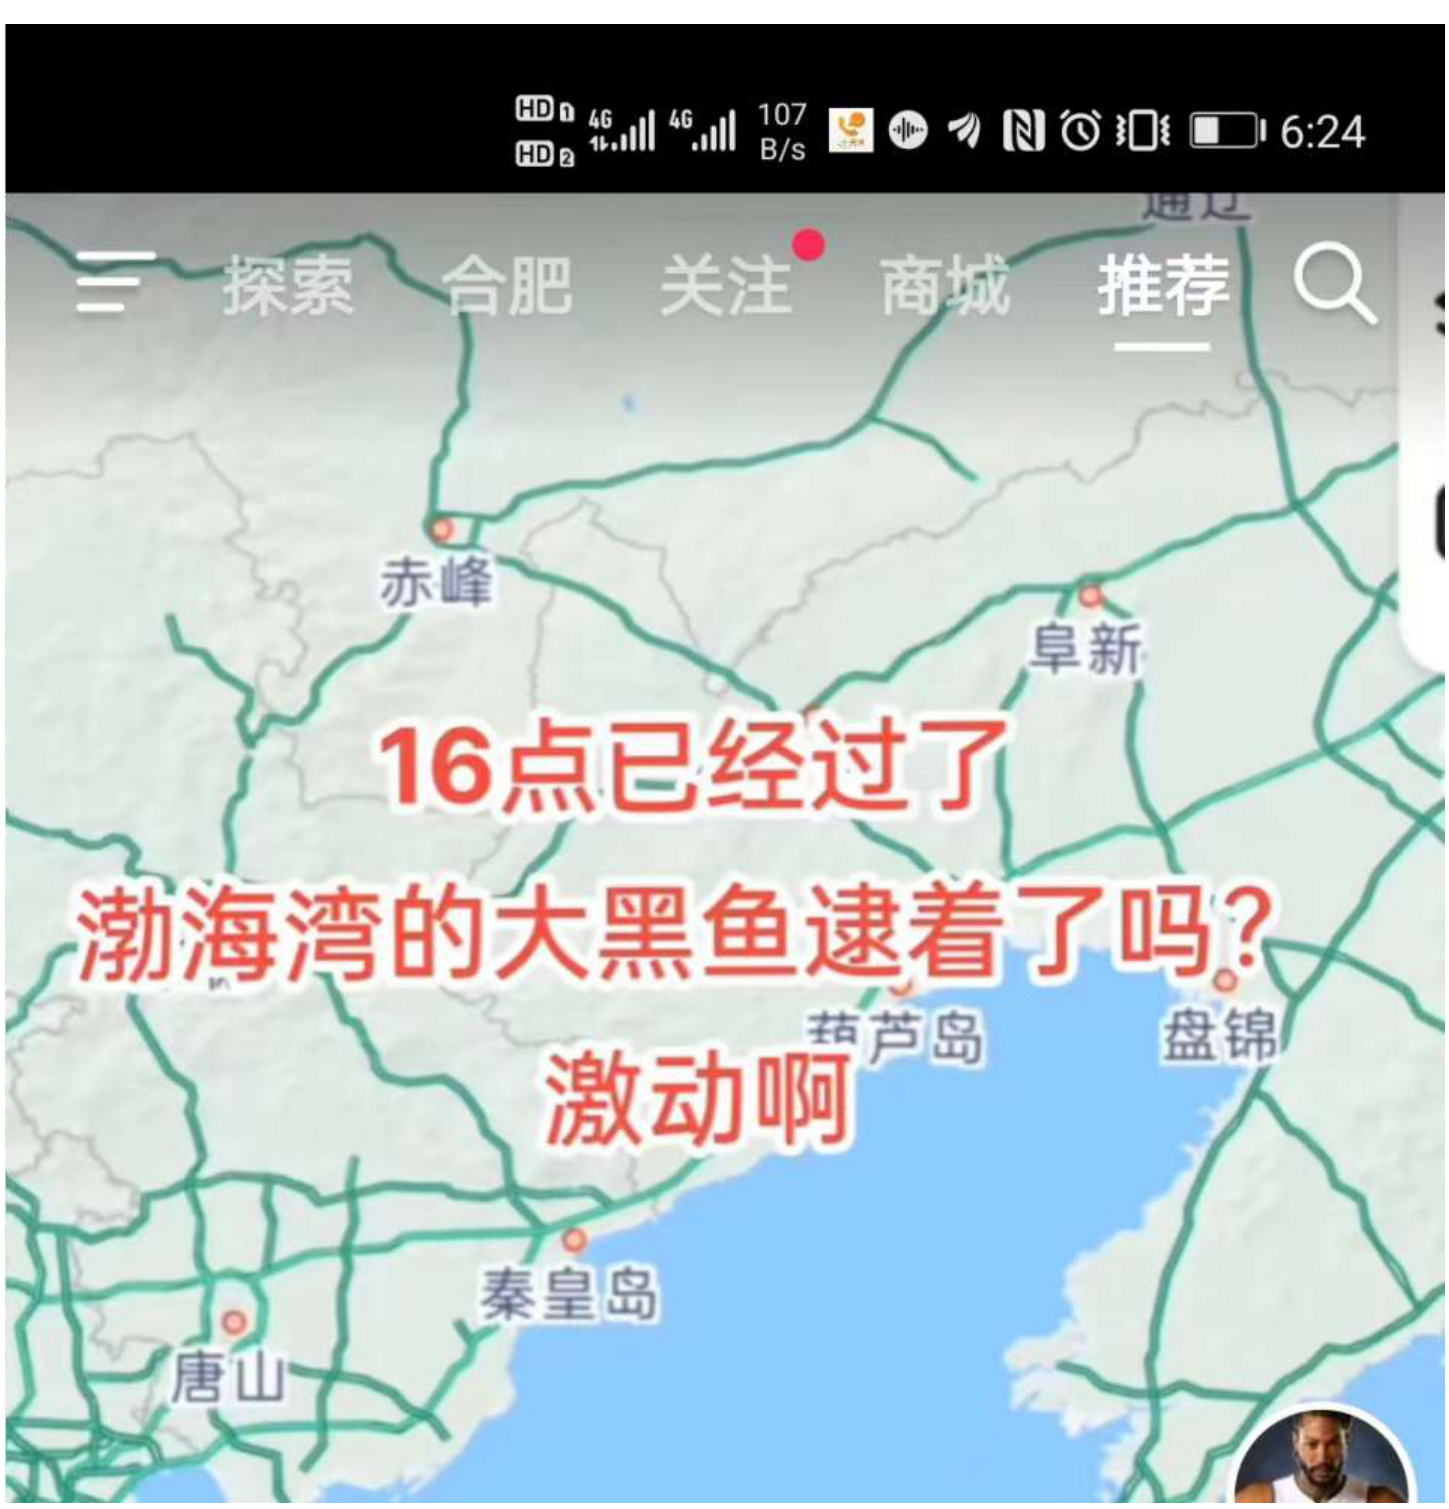 HD 1 4G 4G 107 6:24
HD 2 B/s
通辽
探索 合肥 关注 商城 推荐
赤峰
阜新
16点已经过了
渤海湾的大黑鱼逮着了吗?
葫芦岛 盘锦
激动啊
秦皇岛
唐山